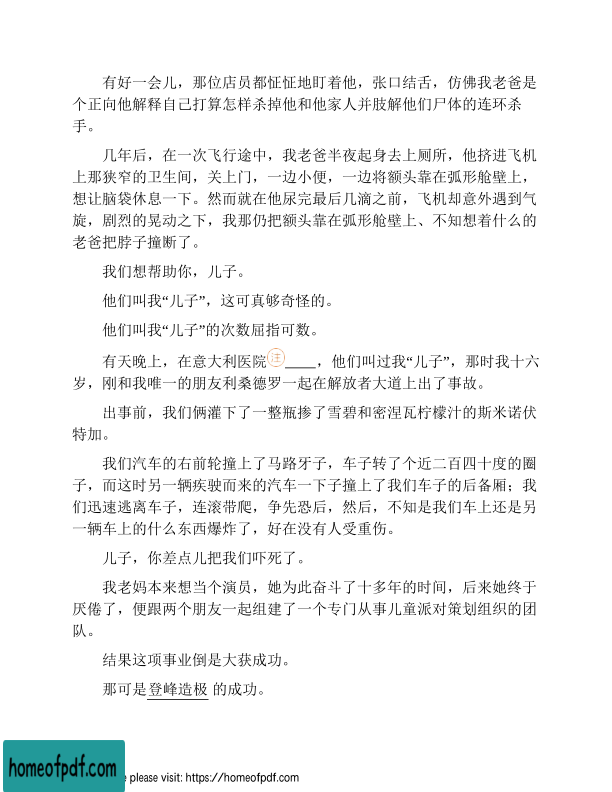 有好一会儿，那位店员都怔怔地盯着他，张口结舌，仿佛我老爸是
个正向他解释自己打算怎样杀掉他和他家人并肢解他们尸体的连环杀
手。
几年后，在一次飞行途中，我老爸半夜起身去上厕所，他挤进飞机
上那狭窄的卫生间，关上门，一边小便，一边将额头靠在弧形舱壁上，
想让脑袋休息一下。然而就在他尿完最后几滴之前，飞机却意外遇到气
旋，剧烈的晃动之下，我那仍把额头靠在弧形舱壁上、不知想着什么的
老爸把脖子撞断了。
我们想帮助你，儿子。
他们叫我“儿子”，这可真够奇怪的。
他们叫我“儿子”的次数屈指可数。
有天晚上，在意大利医院注____，他们叫过我“儿子”，那时我十六
岁，刚和我唯一的朋友利桑德罗一起在解放者大道上出了事故。
出事前，我们俩灌下了一整瓶掺了雪碧和密涅瓦柠檬汁的斯米诺伏
特加。
我们汽车的右前轮撞上了马路牙子，车子转了个近二百四十度的圈
子，而这时另一辆疾驶而来的汽车一下子撞上了我们车子的后备厢；我
们迅速逃离车子，连滚带爬，争先恐后，然后，不知是我们车上还是另
一辆车上的什么东西爆炸了，好在没有人受重伤。
儿子，你差点儿把我们吓死了。
我老妈本来想当个演员，她为此奋斗了十多年的时间，后来她终于
厌倦了，便跟两个朋友一起组建了一个专门从事儿童派对策划组织的团
队。
结果这项事业倒是大获成功。
那可是登峰造极 的成功。
homeofpdf.com
e please visit: https://homeofpdf.com